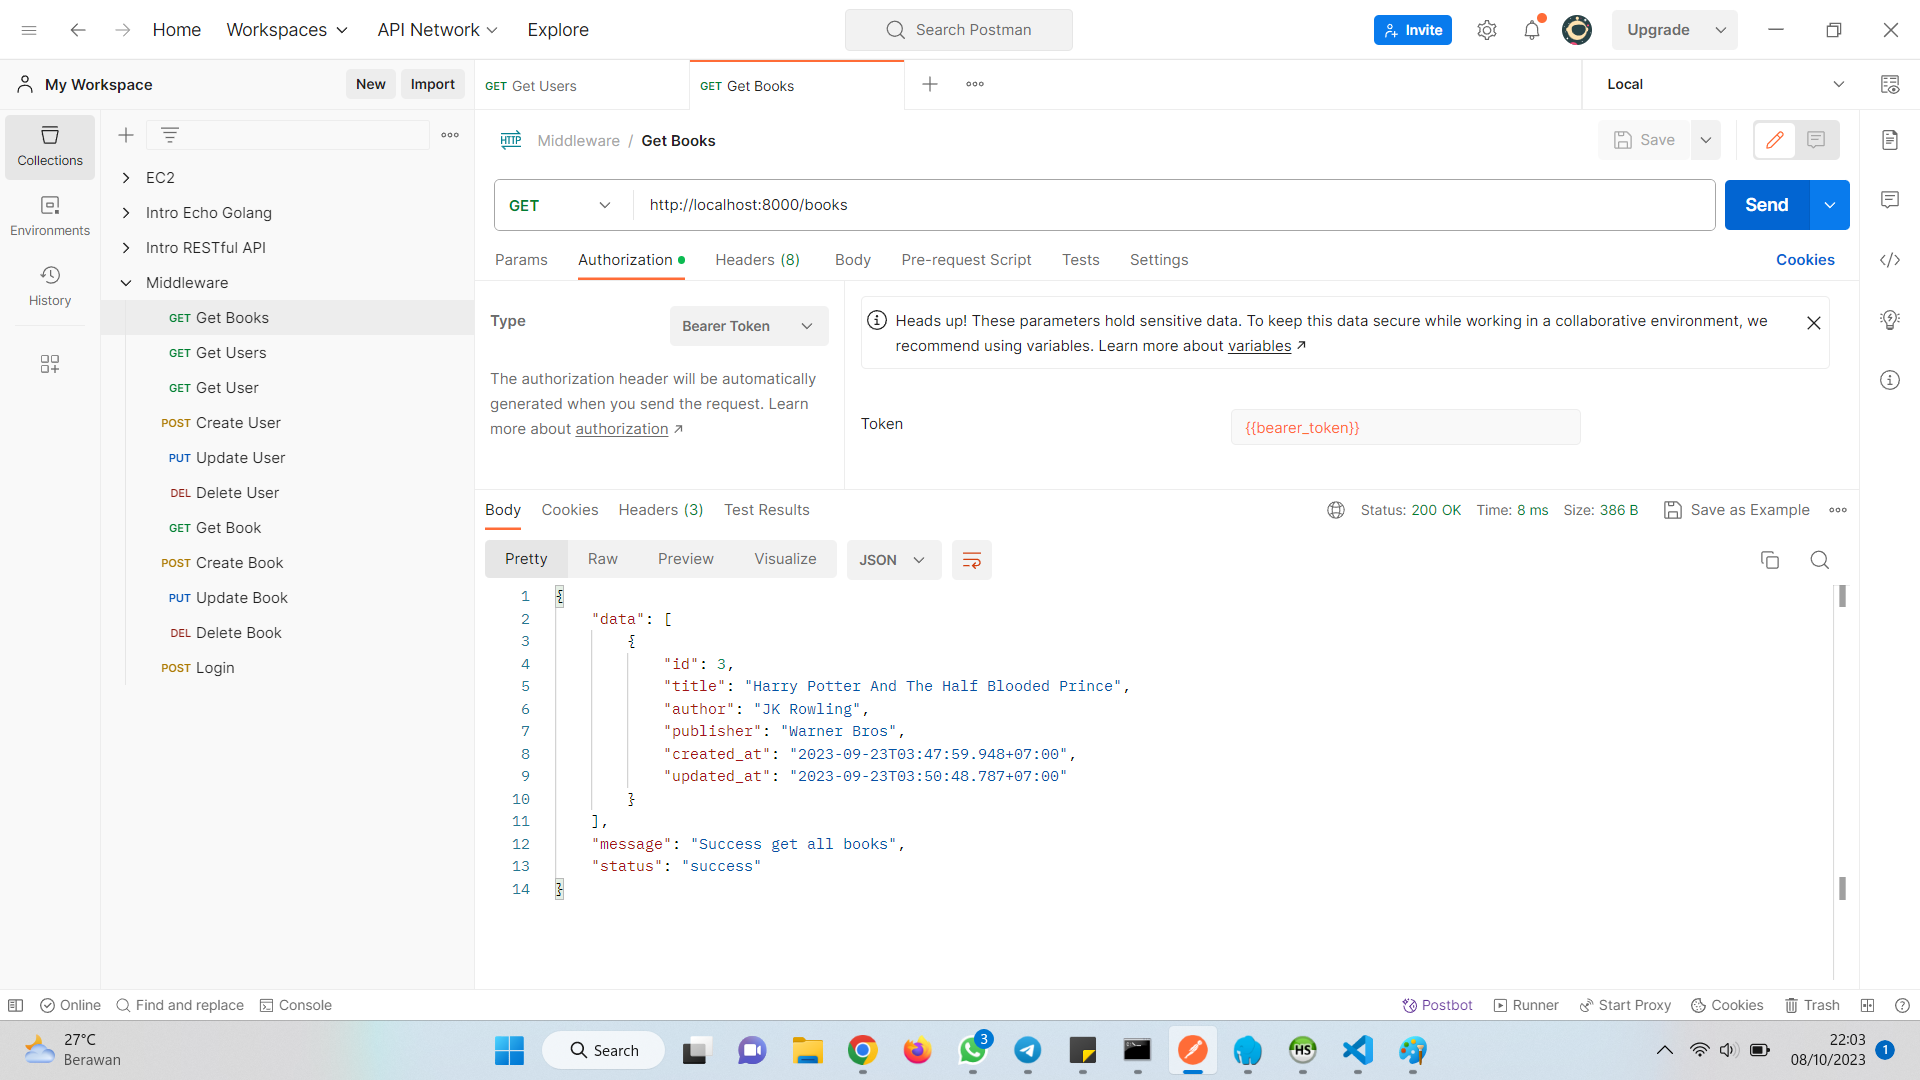 Home Workspaces API Network Explore Search Postman Invite Upgrade
My Workspace New Import GET Get Users GET Get Books Local
Collections
Environments
History
EC2
Intro Echo Golang
Intro RESTful API
Middleware
GET Get Books
GET Get Users
GET Get User
POST Create User
PUT Update User
DEL Delete User
GET Get Book
POST Create Book
PUT Update Book
DEL Delete Book
POST Login
HTTP Middleware / Get Books Save
GET http://localhost:8000/books Send
Params Authorization Headers (8) Body Pre-request Script Tests Settings Cookies
Type Bearer Token
The authorization header will be automatically
generated when you send the request. Learn
more about authorization ↗
Heads up! These parameters hold sensitive data. To keep this data secure while working in a collaborative environment, we
recommend using variables. Learn more about variables ↗
Token {{bearer_token}}
Body Cookies Headers (3) Test Results Status: 200 OK Time: 8 ms Size: 386 B Save as Example
Pretty Raw Preview Visualize JSON
1 {
2 "data": [
3 {
4 "id": 3,
5 "title": "Harry Potter And The Half Blooded Prince",
6 "author": "JK Rowling",
7 "publisher": "Warner Bros",
8 "created_at": "2023-09-23T03:47:59.948+07:00",
9 "updated_at": "2023-09-23T03:50:48.787+07:00"
10 }
11 ],
12 "message": "Success get all books",
13 "status": "success"
14 }
Online Find and replace Console Postbot Runner Start Proxy Cookies Trash
27°C
Berawan
Search
3
HS
22:03
08/10/2023
1